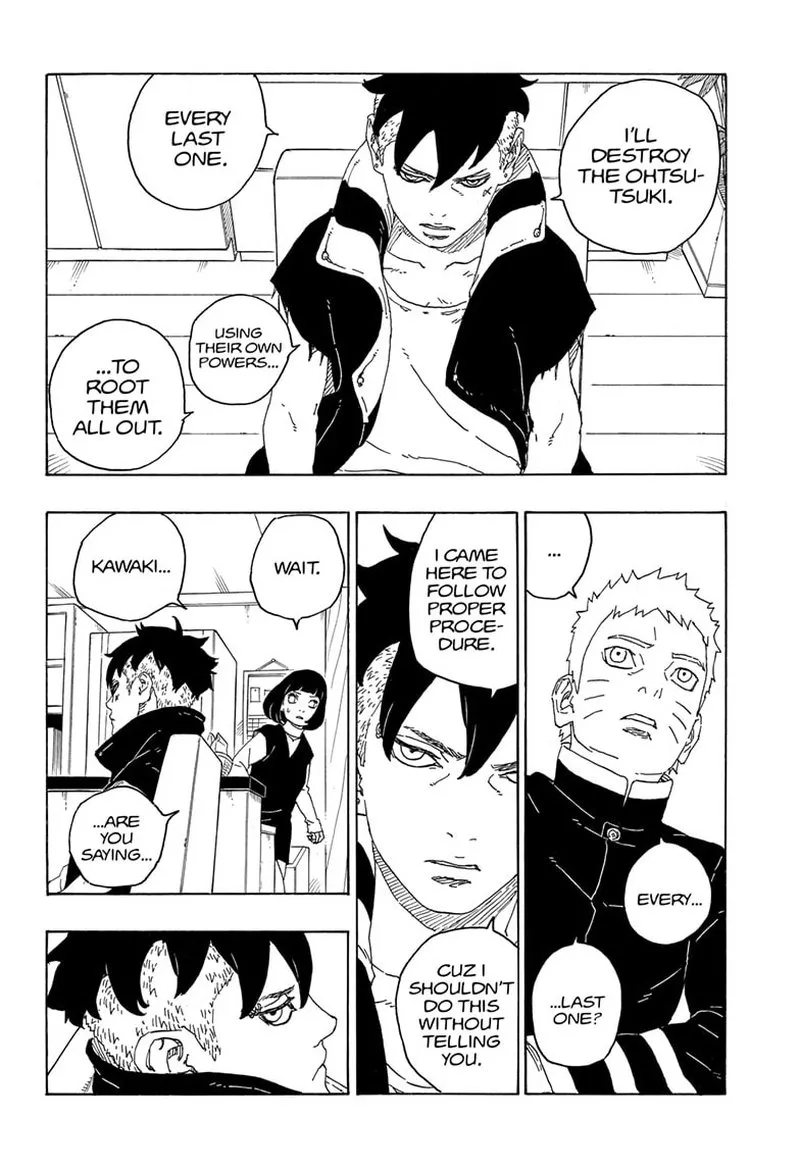 I'LL
DESTROY
THE OHTSU-
TSUKI.
EVERY
LAST
ONE.
USING
THEIR OWN
POWERS...
...TO
ROOT
THEM
ALL OUT.
...
EVERY...
...LAST
ONE?
I CAME
HERE TO
FOLLOW
PROPER
PROCE-
DURE.
CUZ I
SHOULDN'T
DO THIS
WITHOUT
TELLING
YOU.
WAIT.
KAWAKI...
...ARE
YOU
SAYING...